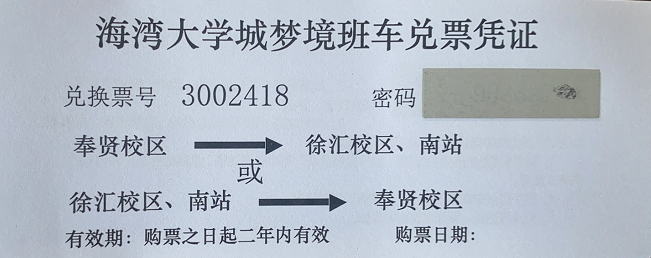 海湾大学城梦境班车兑票凭证
兑换票号 3002418 密码
奉贤校区 徐汇校区、南站
或
徐汇校区、南站 奉贤校区
有效期：购票之日起二年内有效 购票日期：